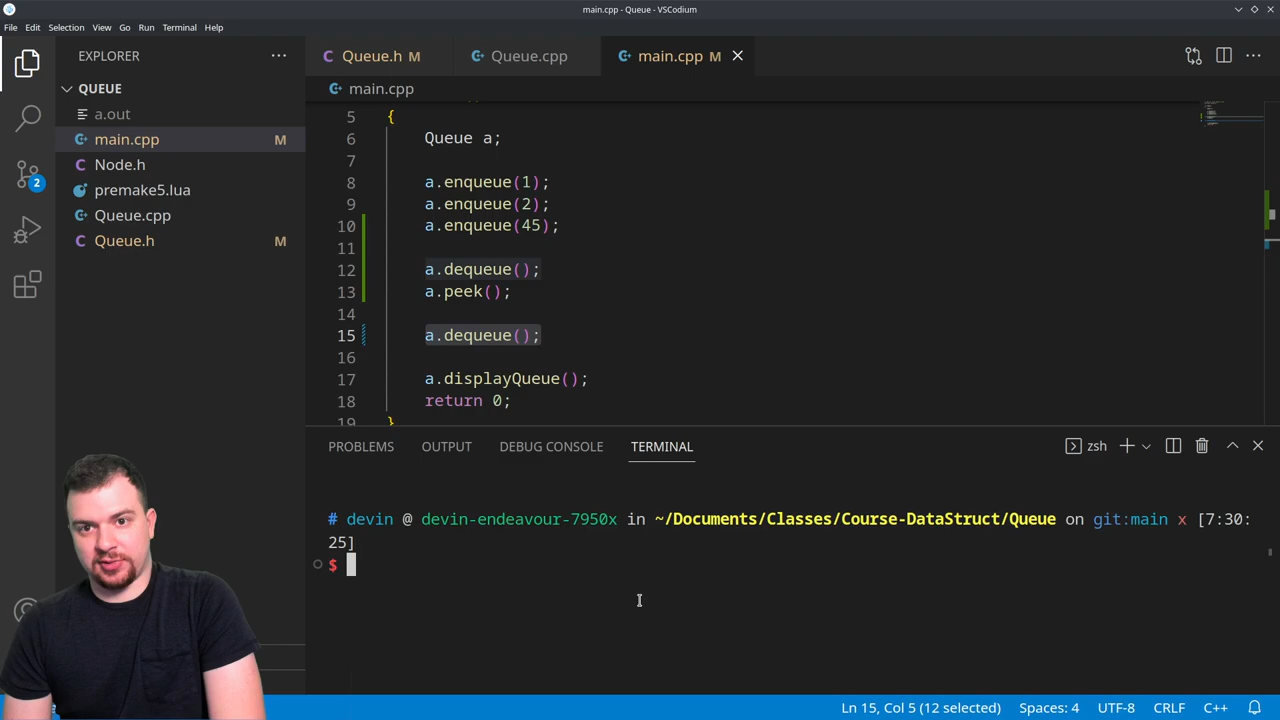 main.cpp - Queue - VSCodium
File Edit Selection View Go Run Terminal Help
EXPLORER
Queue.h M
Queue.cpp
main.cpp M
QUEUE
a.out
main.cpp M
Node.h
premake5.lua
Queue.cpp
Queue.h M
2
main.cpp
5 {
6 Queue a;
7
8 a.enqueue(1);
9 a.enqueue(2);
10 a.enqueue(45);
11
12 a.dequeue();
13 a.peek();
14
15 a.dequeue();
16
17 a.displayQueue();
18 return 0;
19 }
PROBLEMS OUTPUT DEBUG CONSOLE TERMINAL
zsh
# devin @ devin-endeavour-7950x in ~/Documents/Classes/Course-DataStruct/Queue on git:main x [7:30:
25]
$
Ln 15, Col 5 (12 selected) Spaces: 4 UTF-8 CRLF C++